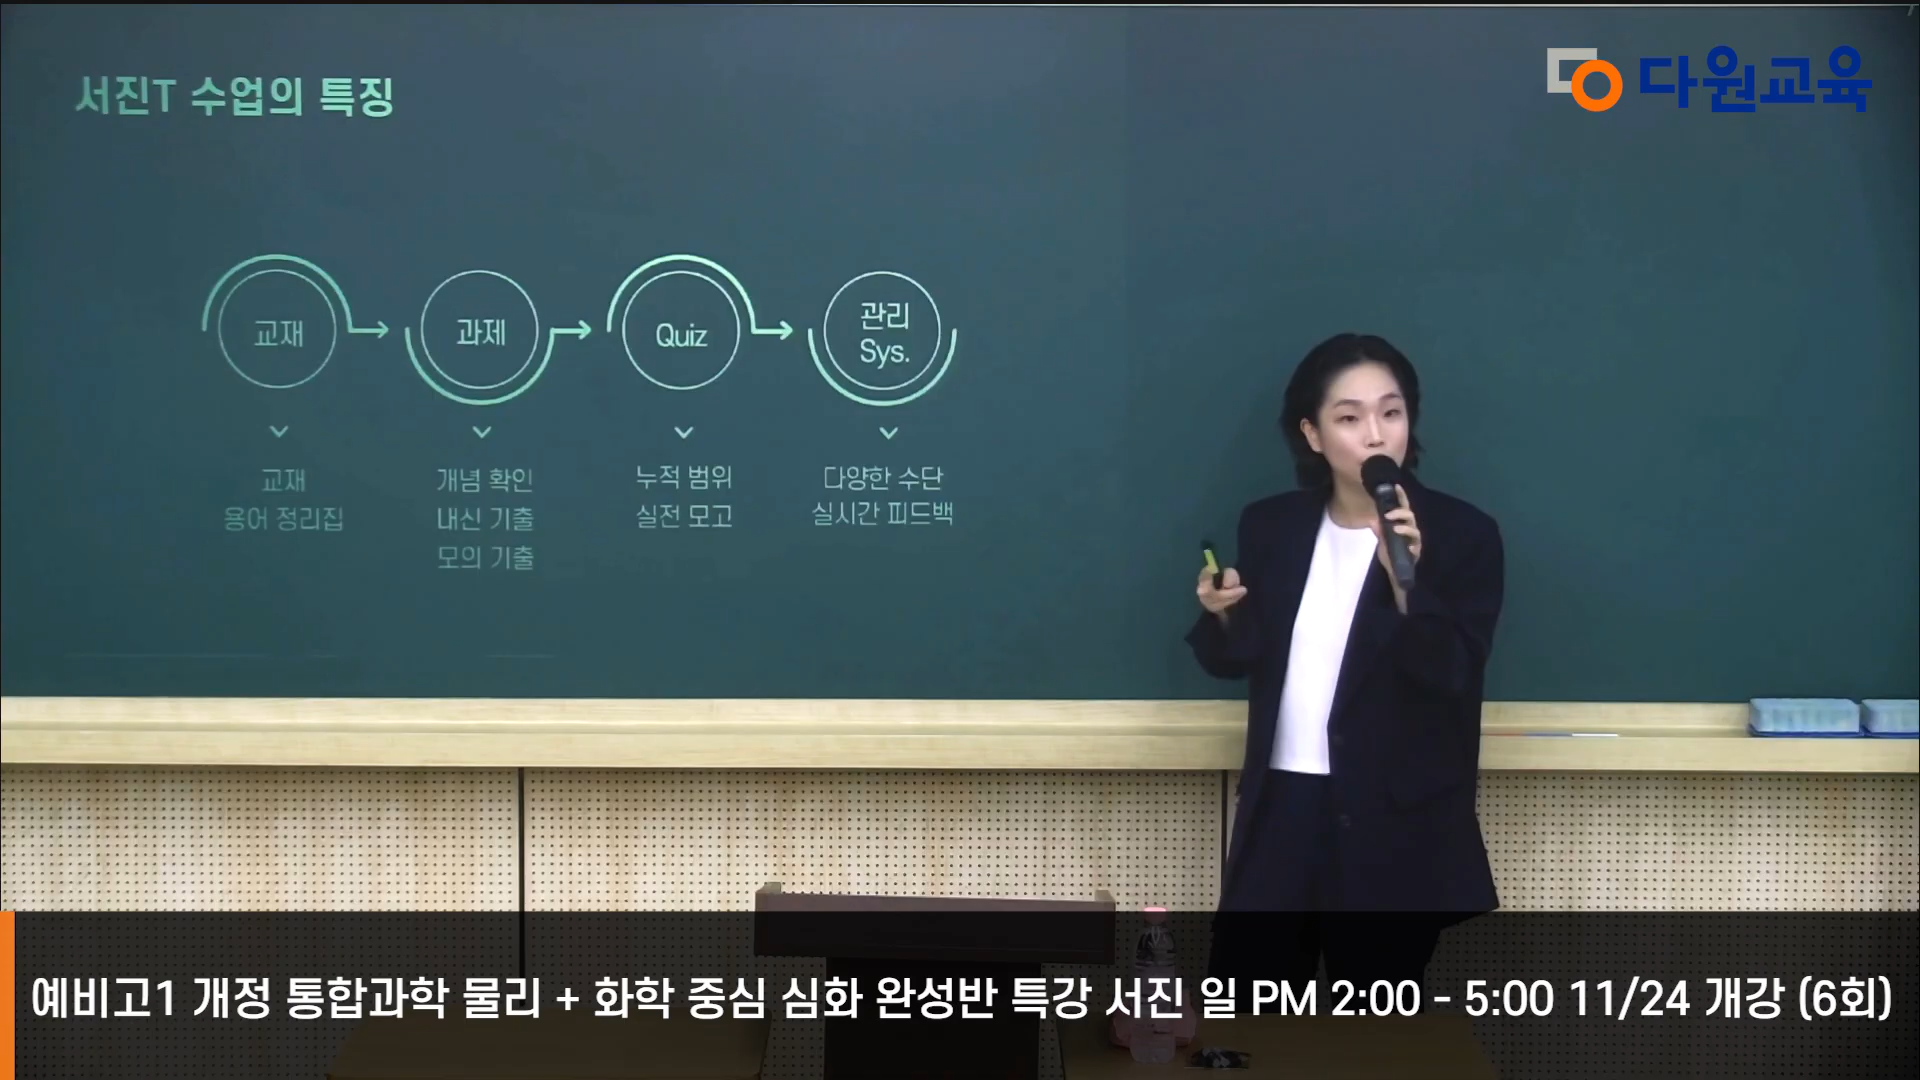 서진T 수업의 특징
다원교육
교재
과제
Quiz
관리
Sys.
교재
용어 정리집
개념 확인
내신 기출
모의 기출
누적 범위
실전 모고
다양한 수단
실시간 피드백
예비고1 개정 통합과학 물리 + 화학 중심 심화 완성반 특강 서진 일 PM 2:00 - 5:00 11/24 개강 (6회)